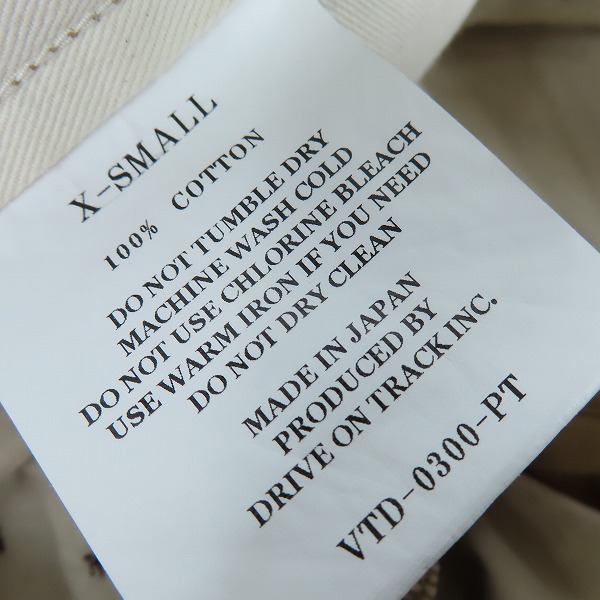 X-SMALL
100% COTTON
DO NOT TUMBLE DRY
MACHINE WASH COLD
DO NOT USE CHLORINE BLEACH
USE WARM IRON IF YOU NEED
DO NOT DRY CLEAN
MADE IN JAPAN
PRODUCED BY
DRIVE ON TRACK INC.
VTD-0300-PT